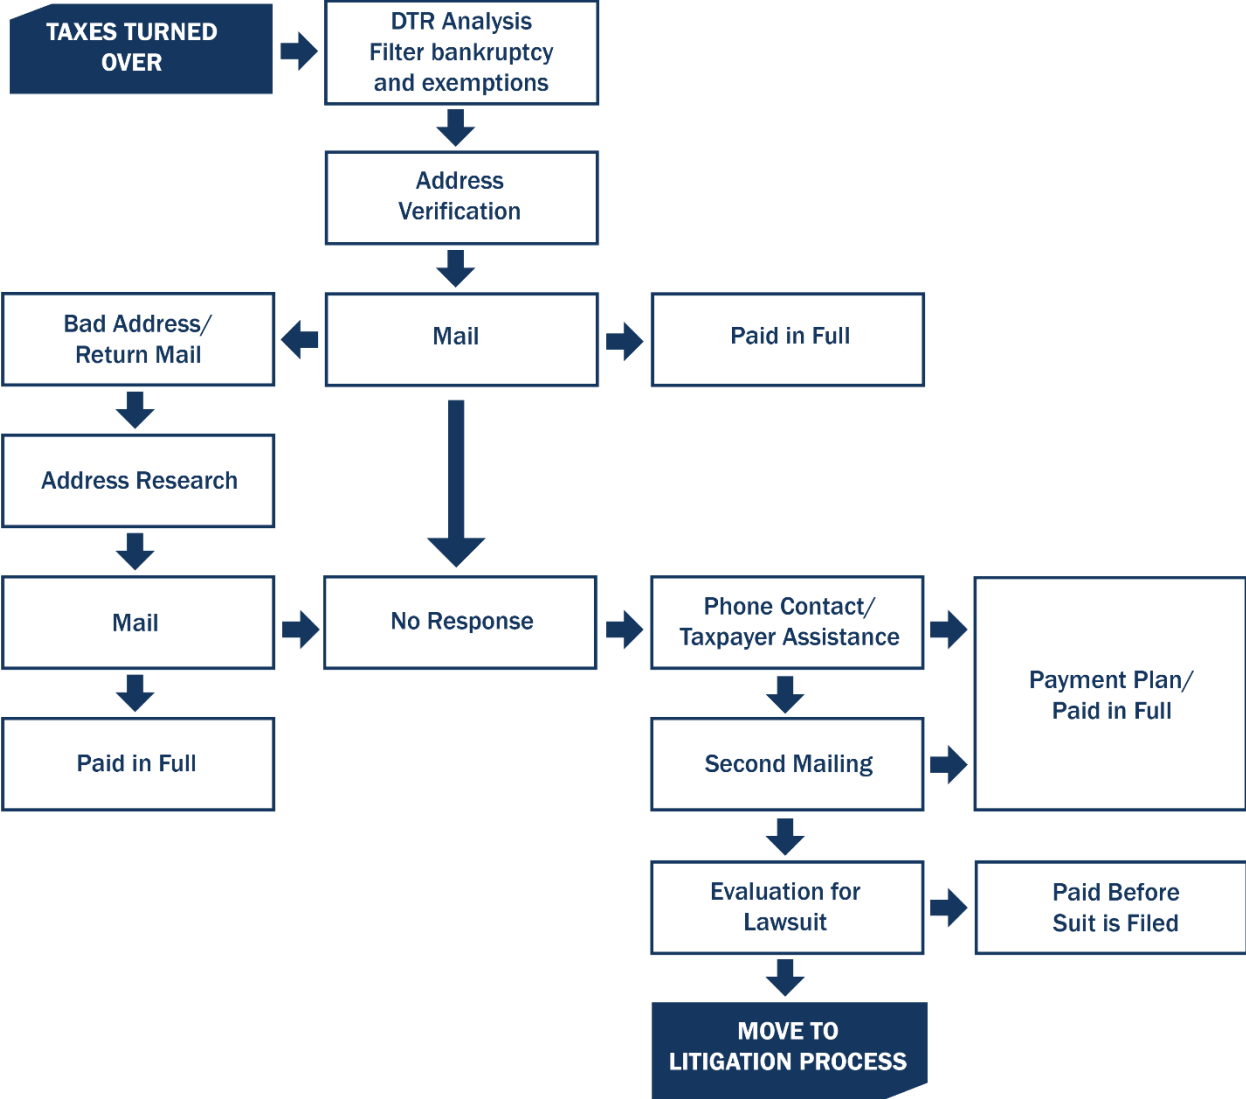 TAXES TURNED
OVER
DTR Analysis
Filter bankruptcy
and exemptions
Address
Verification
Bad Address/
Return Mail
Mail
Paid in Full
Address Research
Mail
No Response
Phone Contact/
Taxpayer Assistance
Payment Plan/
Paid in Full
Paid in Full
Second Mailing
Evaluation for
Lawsuit
Paid Before
Suit is Filed
MOVE TO
LITIGATION PROCESS